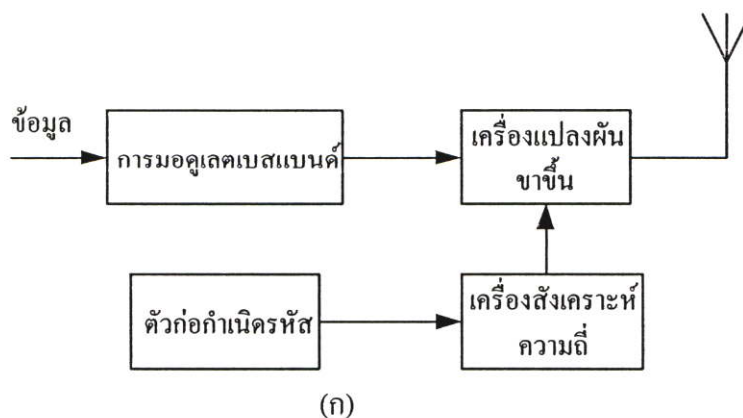 ข้อมูล
การมอดูเลตเบสแบนด์
เครื่องแปลงผัน
ขาขึ้น
ตัวก่อกำเนิดรหัส
เครื่องสังเคราะห์
ความถี่
(ก)